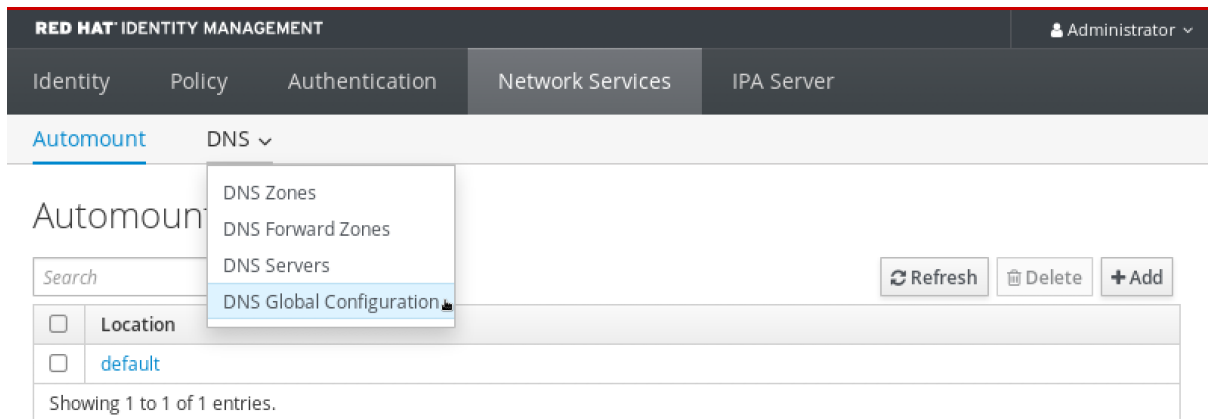 RED HAT® IDENTITY MANAGEMENT Administrator
Identity Policy Authentication Network Services IPA Server
Automount DNS
DNS Zones
DNS Forward Zones
DNS Servers
DNS Global Configuration
Automoun
Search Refresh Delete +Add
Location
default
Showing 1 to 1 of 1 entries.